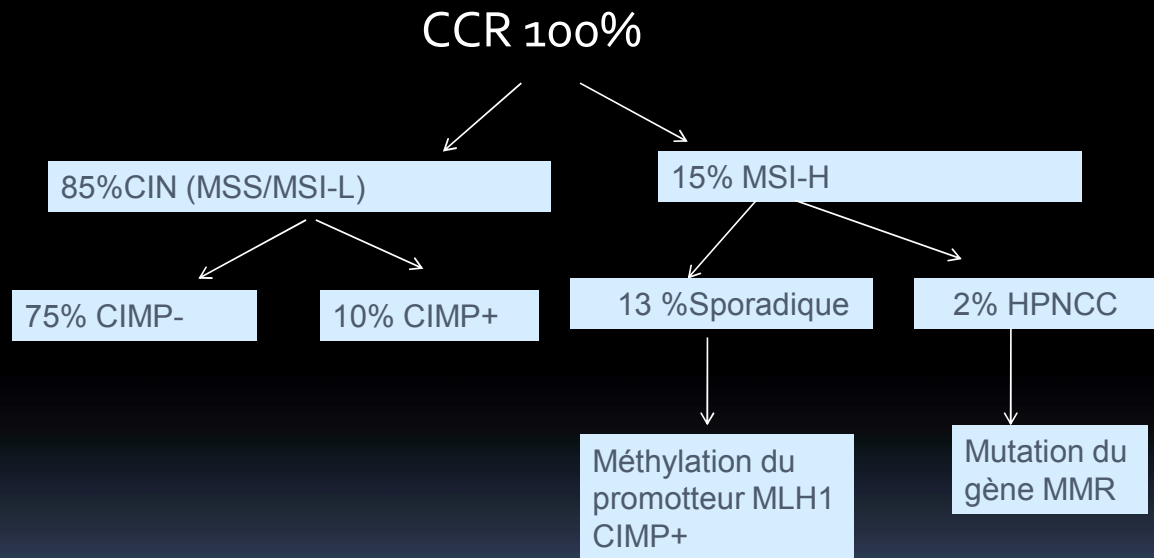 CCR 100%
85%CIN (MSS/MSI-L)
15% MSI-H
75% CIMP-
10% CIMP+
13 %Sporadique
2% HPNCC
Méthylation du
promotteur MLH1
CIMP+
Mutation du
gène MMR